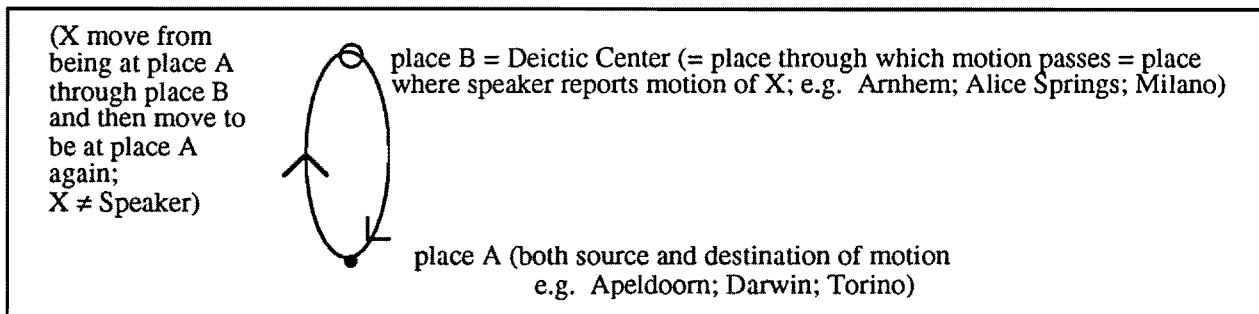 (X move from
being at place A
through place B
and then move to
be at place A
again;
X ≠ Speaker)
place B = Deictic Center (= place through which motion passes = place
where speaker reports motion of X; e.g. Arnhem; Alice Springs; Milano)
place A (both source and destination of motion
e.g. Apeldoorn; Darwin; Torino)